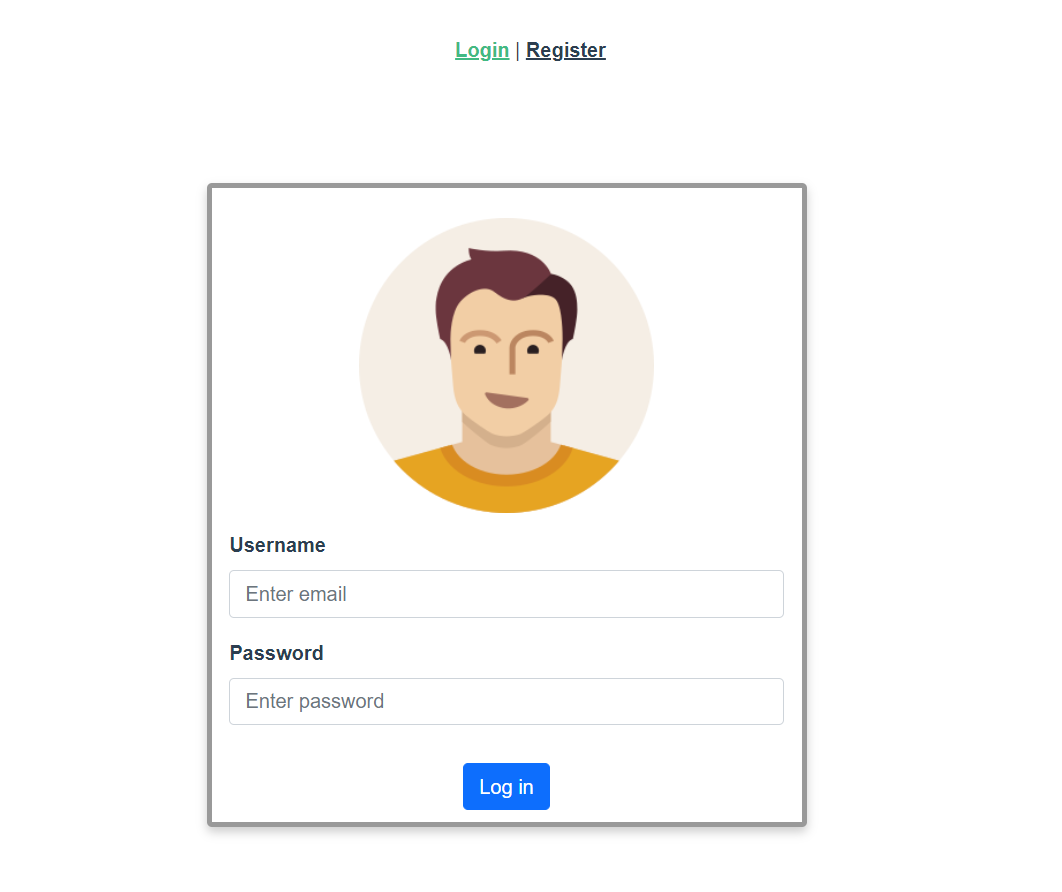 Login | Register
Username
Enter email
Password
Enter password
Log in